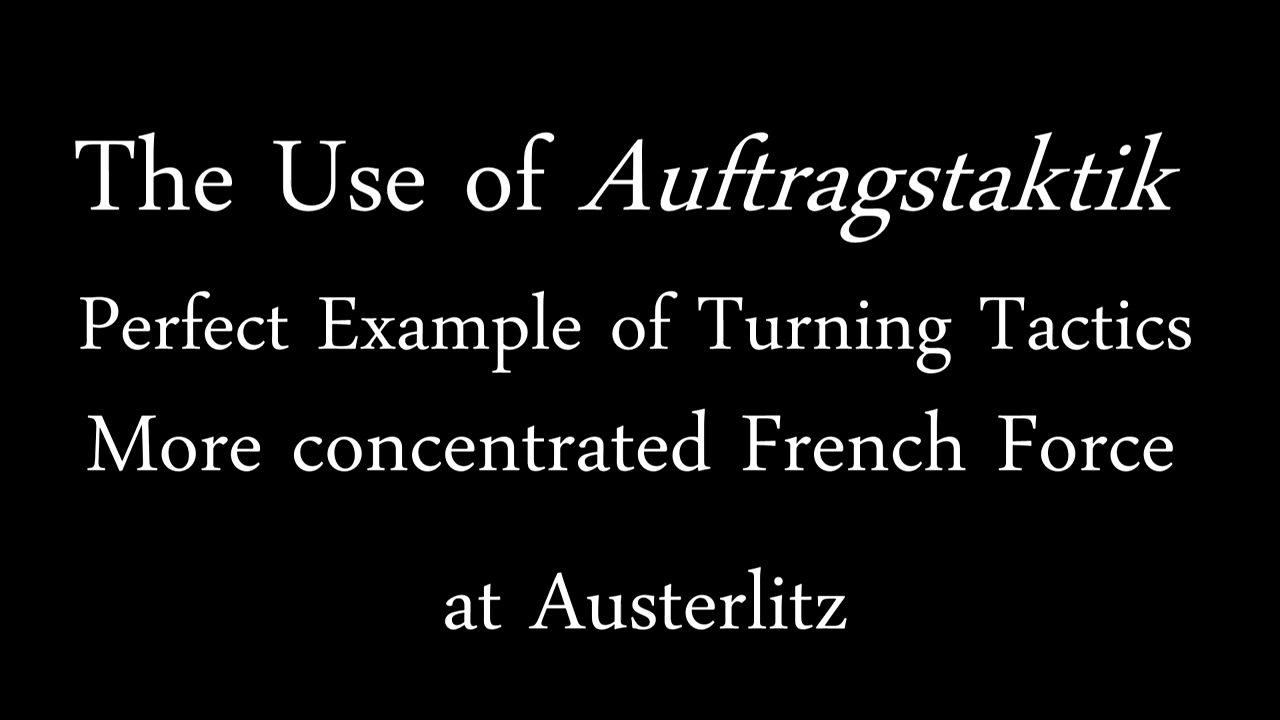 The Use of Auftragstaktik
Perfect Example of Turning Tactics
More concentrated French Force
at Austerlitz